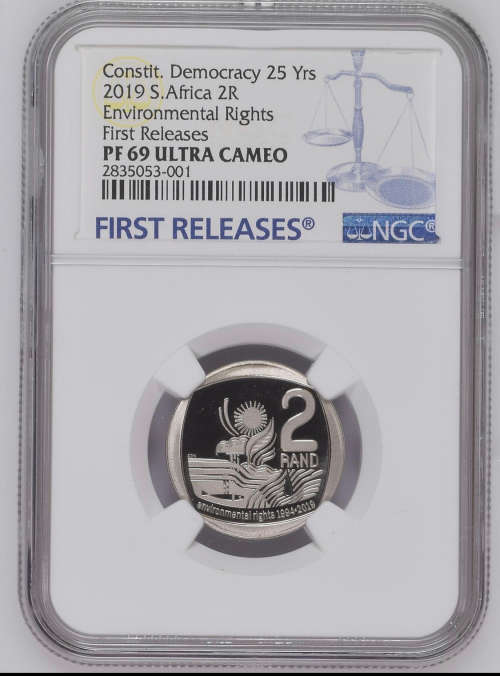 Constit. Democracy 25 Yrs
2019 S.Africa 2R
Environmental Rights
First Releases
PF 69 ULTRA CAMEO
2835053-001
FIRST RELEASES®
NGC®
2
RAND
environmental rights 1994-2019